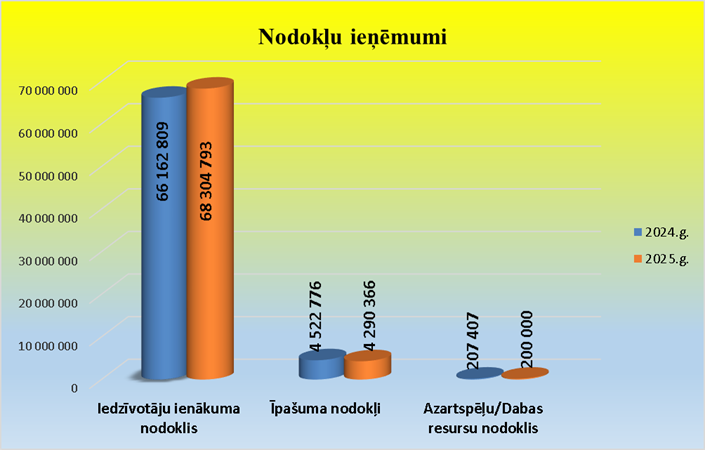 Nodokļu ieņēmumi
70 000 000
60 000 000
50 000 000
40 000 000
30 000 000
20 000 000
10 000 000
0
66 162 809
68 304 793
4 522 776
4 290 366
207 407
200 000
Iedzīvotāju ienākuma
nodoklis
Īpašuma nodokļi
Azartspēļu/Dabas
resursu nodoklis
2024.g.
2025.g.